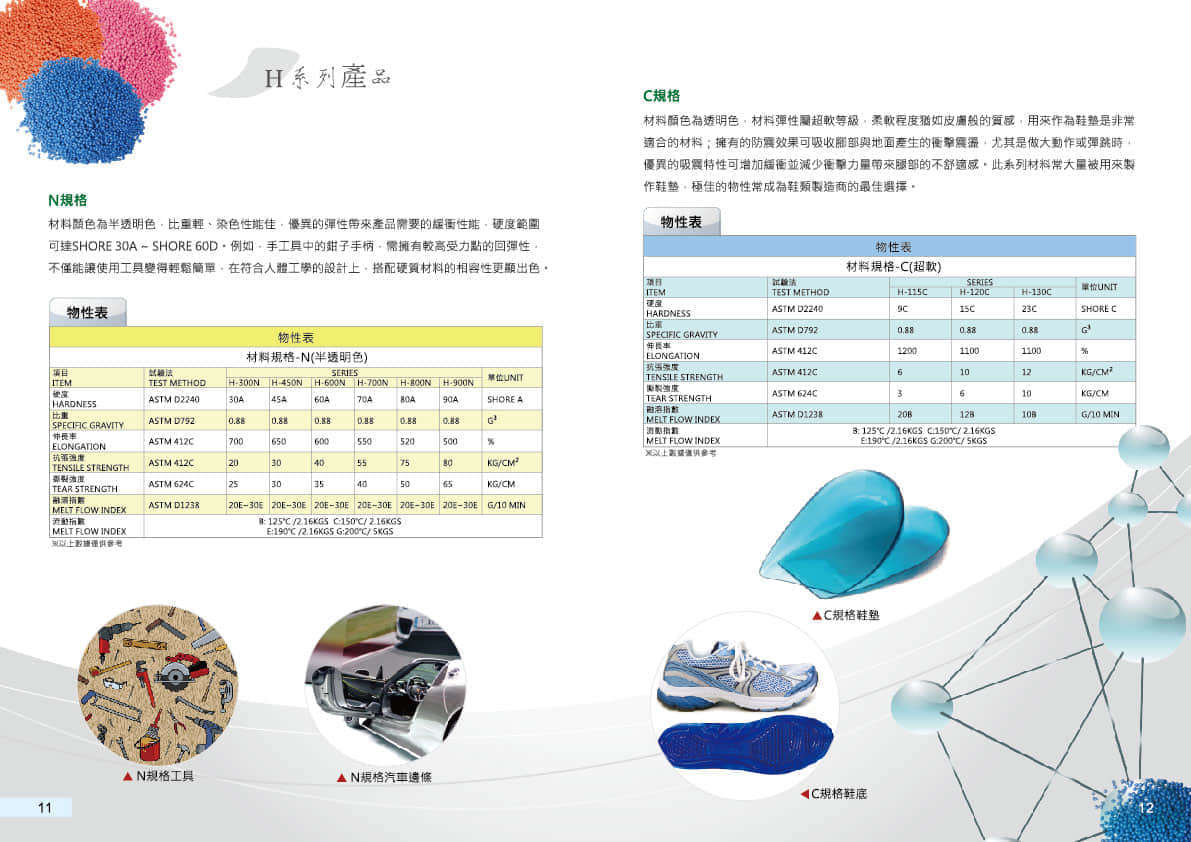 H 系列產品
N規格
材料顏色為半透明色，比重輕、染色性能佳，優異的彈性帶來產品需要的緩衝性能，硬度範圍
可達SHORE 30A ~ SHORE 60D。例如，手工具中的鉗子手柄，需擁有較高受力點的回彈性，
不僅能讓使用工具變得輕鬆簡單，在符合人體工學的設計上，搭配硬質材料的相容性更顯出色。
物性表
物性表
材料規格-N(半透明色)
項目 ITEM 試驗法 TEST METHOD SERIES 單位UNIT
H-300N H-450N H-600N H-700N H-800N H-900N
硬度 HARDNESS ASTM D2240 30A 45A 60A 70A 80A 90A SHORE A
比重 SPECIFIC GRAVITY ASTM D792 0.88 0.88 0.88 0.88 0.88 0.88 G³
伸長率 ELONGATION ASTM 412C 700 650 600 550 520 500 %
抗張強度 TENSILE STRENGTH ASTM 412C 20 30 40 55 75 80 KG/CM²
撕裂強度 TEAR STRENGTH ASTM 624C 25 30 35 40 50 65 KG/CM
融溶指數 MELT FLOW INDEX ASTM D1238 20E~30E 20E~30E 20E~30E 20E~30E 20E~30E 20E~30E G/10 MIN
流動指數 MELT FLOW INDEX B: 125℃ /2.16KGS C:150℃/ 2.16KGS
E:190℃ /2.16KGS G:200℃/ 5KGS
※以上數據僅供參考
▲ N規格工具
▲ N規格汽車邊條
11
C規格
材料顏色為透明色，材料彈性屬超軟等級，柔軟程度猶如皮膚般的質感，用來作為鞋墊是非常
適合的材料；擁有的防震效果可吸收腳部與地面產生的衝擊震盪，尤其是做大動作或彈跳時，
優異的吸震特性可增加緩衝並減少衝擊力量帶來腿部的不舒適感。此系列材料常大量被用來製
作鞋墊，極佳的物性常成為鞋類製造商的最佳選擇。
物性表
物性表
材料規格-C(超軟)
項目 ITEM 試驗法 TEST METHOD SERIES 單位UNIT
H-115C H-120C H-130C
硬度 HARDNESS ASTM D2240 9C 15C 23C SHORE C
比重 SPECIFIC GRAVITY ASTM D792 0.88 0.88 0.88 G³
伸長率 ELONGATION ASTM 412C 1200 1100 1100 %
抗張強度 TENSILE STRENGTH ASTM 412C 6 10 12 KG/CM²
撕裂強度 TEAR STRENGTH ASTM 624C 3 6 10 KG/CM
融溶指數 MELT FLOW INDEX ASTM D1238 20B 12B 10B G/10 MIN
流動指數 MELT FLOW INDEX B: 125℃ /2.16KGS C:150℃/ 2.16KGS
E:190℃ /2.16KGS G:200℃/ 5KGS
※以上數據僅供參考
▲C規格鞋墊
◀C規格鞋底
12